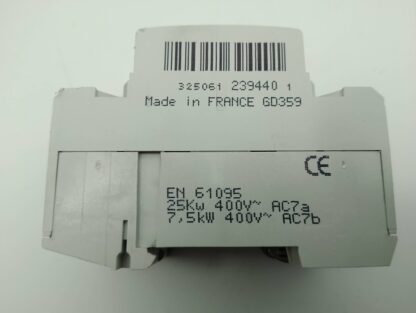 325061 239440 1
Made in FRANCE GD359
CE
EN 61095
25Kw 400V~ AC7a
7,5kW 400V~ AC7b